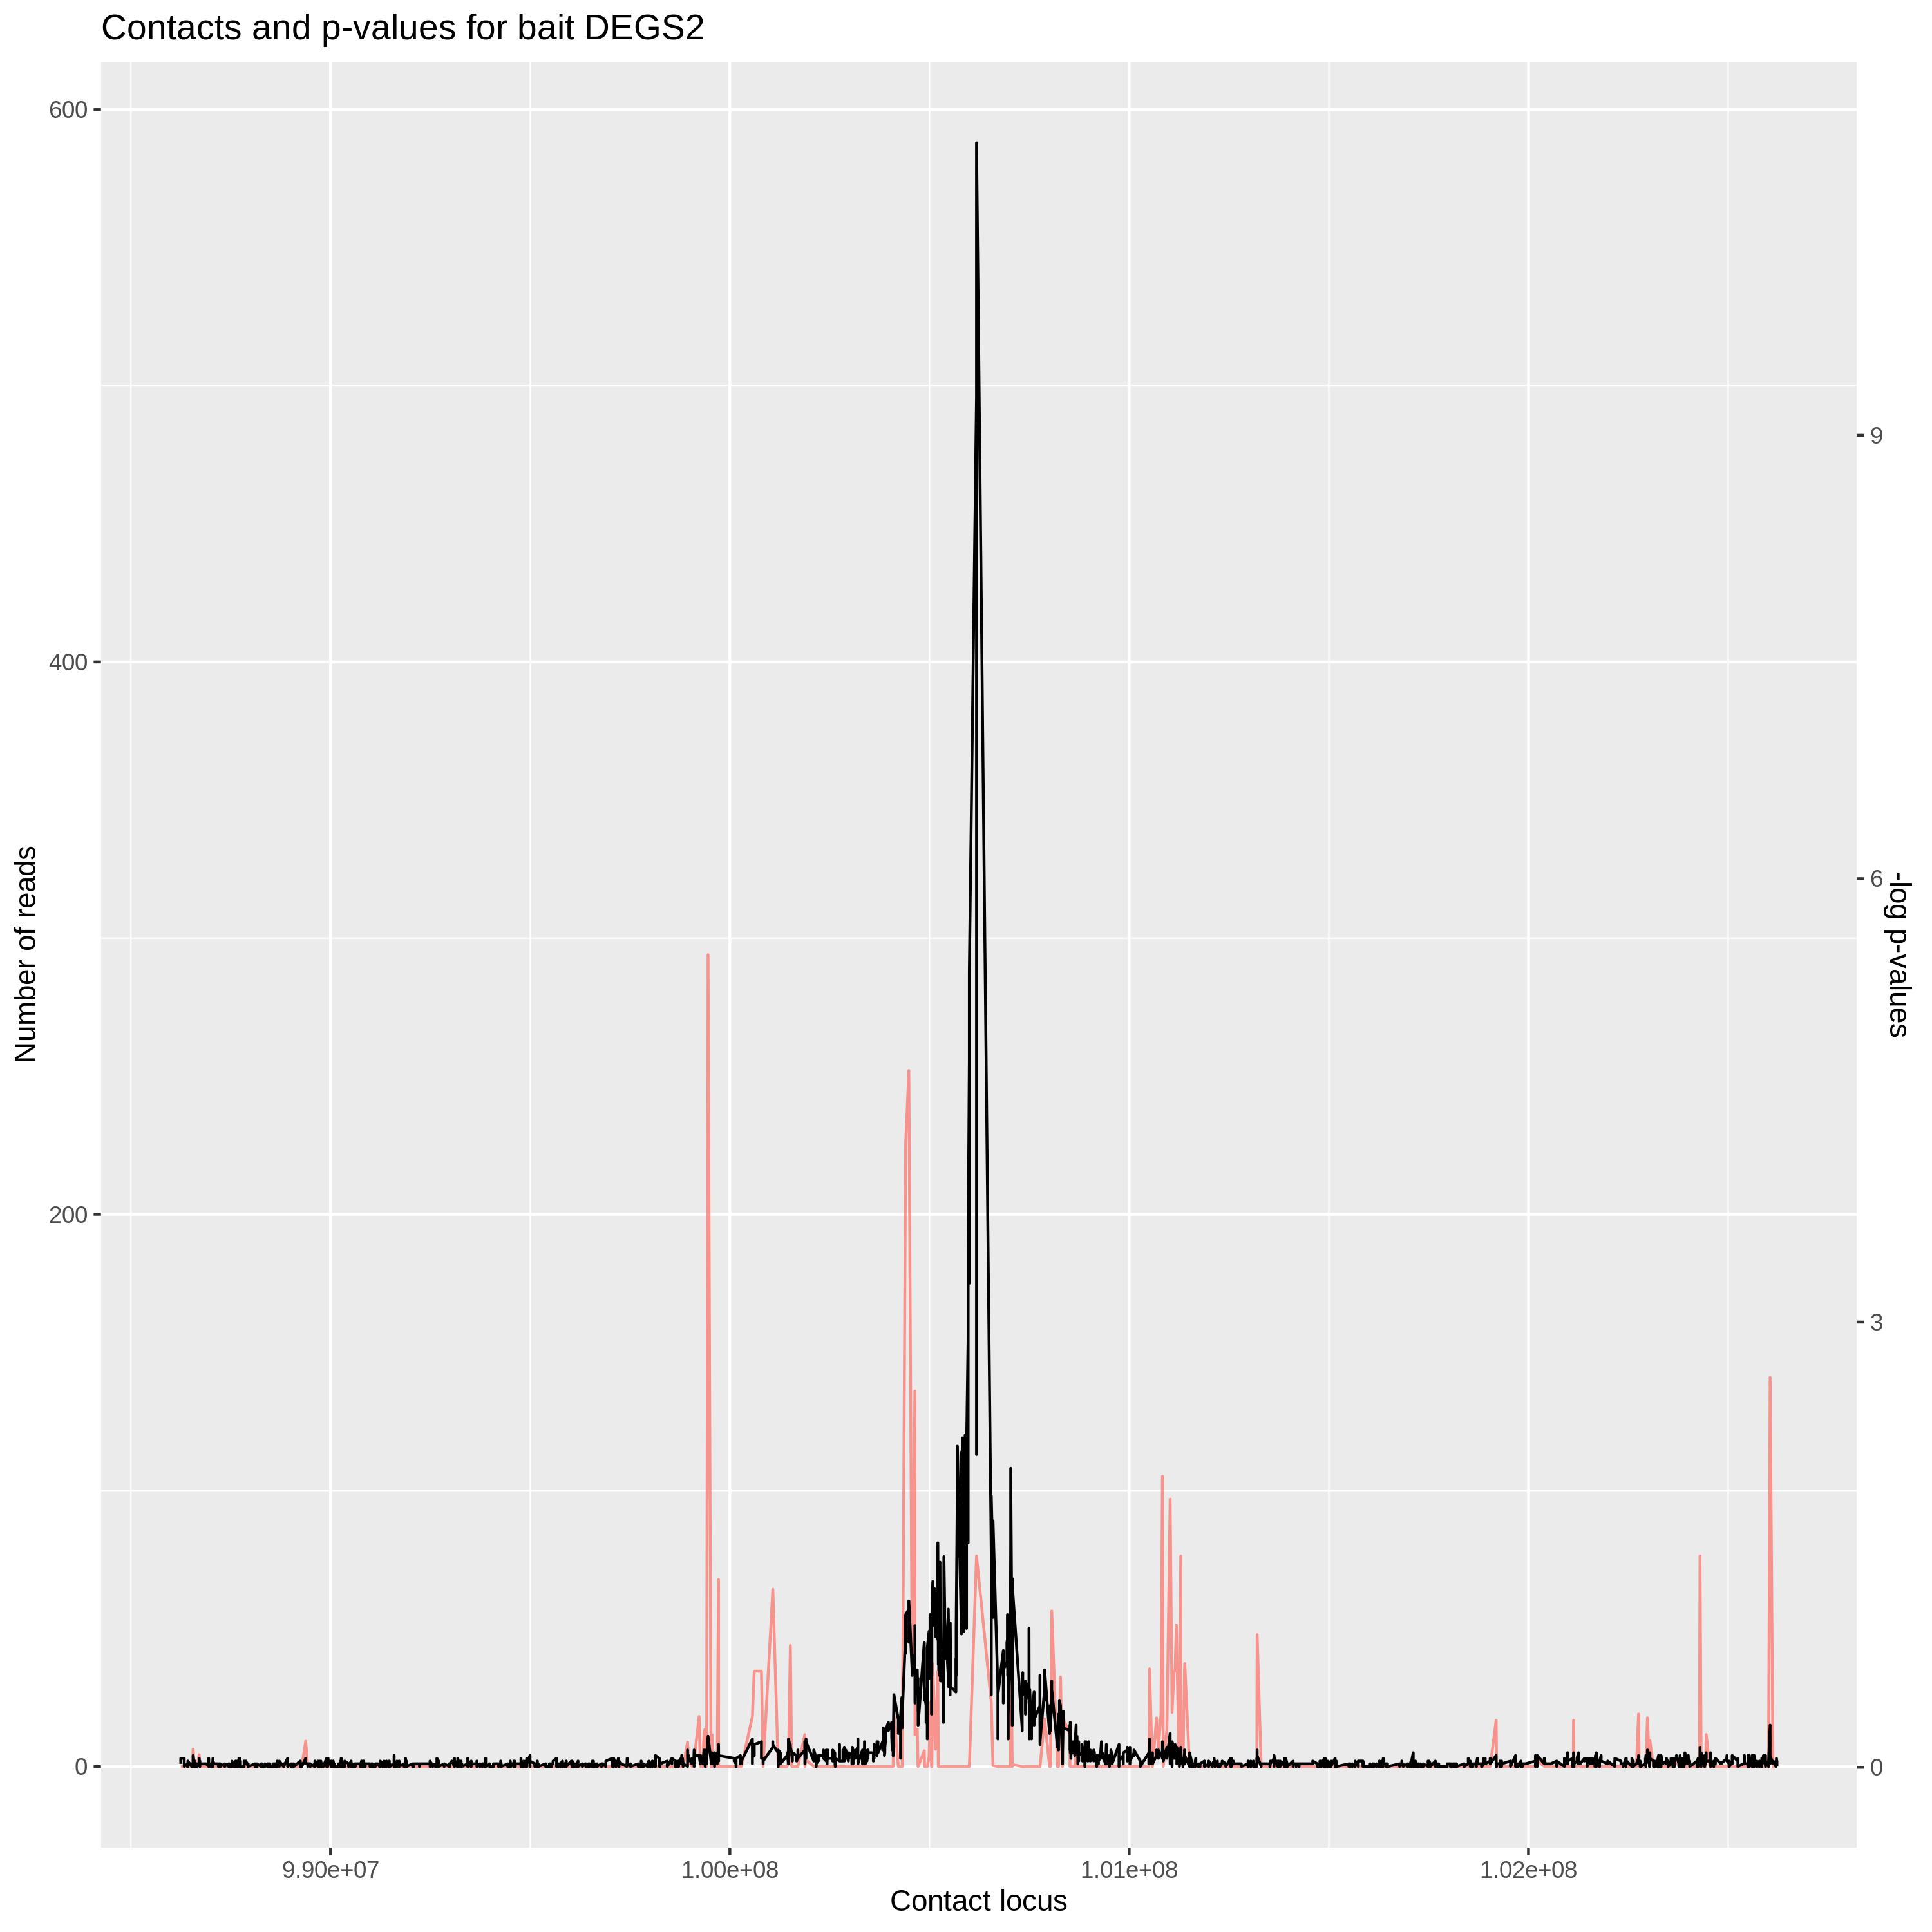 Contacts and p-values for bait DEGS2
600
400
200
0
Number of reads
9
6
3
0
-log p-values
9.90e+07
1.00e+08
1.01e+08
1.02e+08
Contact locus